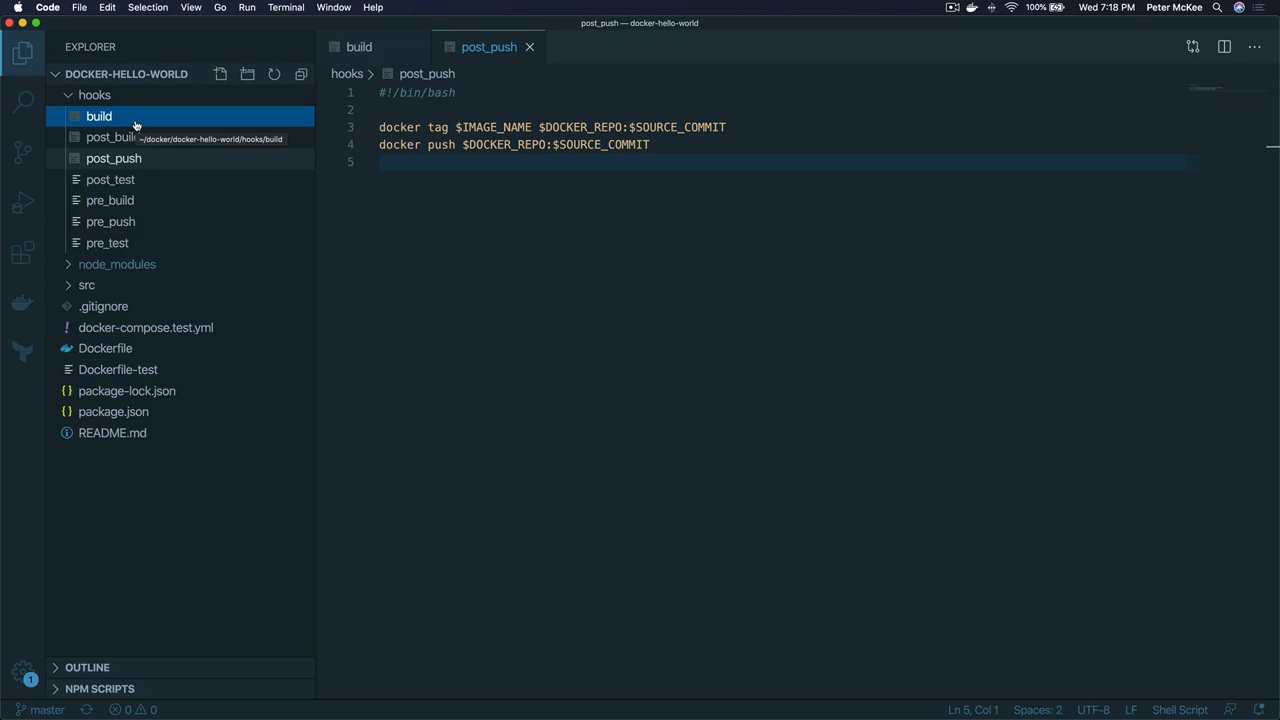 Code File Edit Selection View Go Run Terminal Window Help 100% Wed 7:18 PM Peter McKee
post_push — docker-hello-world
EXPLORER
DOCKER-HELLO-WORLD
hooks
build
post_buil
~/docker/docker-hello-world/hooks/build
post_push
post_test
pre_build
pre_push
pre_test
node_modules
src
.gitignore
! docker-compose.test.yml
Dockerfile
Dockerfile-test
{} package-lock.json
{} package.json
README.md
OUTLINE
NPM SCRIPTS
1
build post_push
hooks > post_push
1 #!/bin/bash
2
3 docker tag $IMAGE_NAME $DOCKER_REPO:$SOURCE_COMMIT
4 docker push $DOCKER_REPO:$SOURCE_COMMIT
5
master 0 0 Ln 5, Col 1 Spaces: 2 UTF-8 LF Shell Script